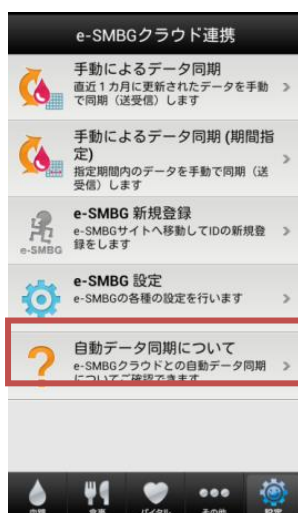 e-SMBGクラウド連携
手動によるデータ同期
直近１カ月に更新されたデータを手動
で同期（送受信）します
手動によるデータ同期 (期間指
定)
指定期間内のデータを手動で同期（送
受信）します
e-SMBG
e-SMBG 新規登録
e-SMBGサイトへ移動してIDの新規登
録をします
e-SMBG 設定
e-SMBGの各種の設定を行います
自動データ同期について
e-SMBGクラウドとの自動データ同期
についてご確認できます
血糖 食事 バイタル その他 設定